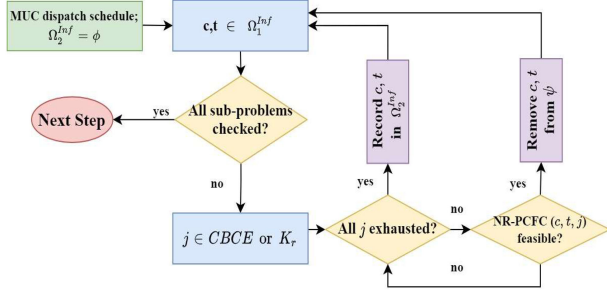 MUC dispatch schedule;
Ω₂^{Inf} = ϕ
c,t ∈ Ω₁^{Inf}
All sub-problems
checked?
yes
Next Step
no
j ∈ CBCE or Kᵣ
All j exhausted?
yes
Record c, t
in Ω₂^{Inf}
no
NR-PCFC (c, t, j)
feasible?
yes
Remove c, t
from ψ
no